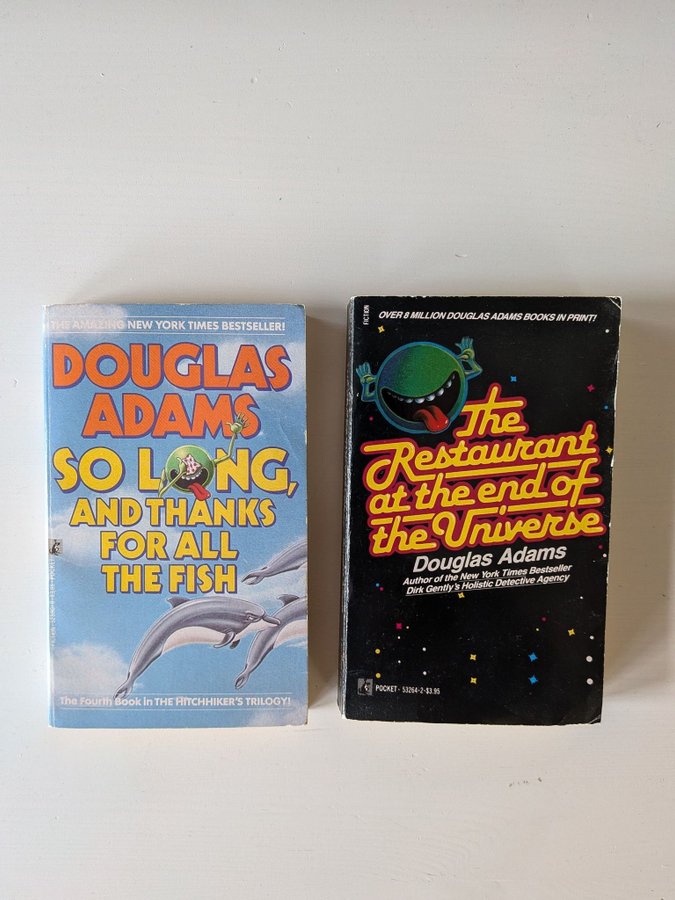 THE AMAZING NEW YORK TIMES BESTSELLER!
DOUGLAS
ADAMS
SO LONG,
AND THANKS
FOR ALL
THE FISH
The Fourth Book in THE HITCHHIKER'S TRILOGY!
FICTION
OVER 8 MILLION DOUGLAS ADAMS BOOKS IN PRINT!
The
Restaurant
at the end of
the Universe
Douglas Adams
Author of the New York Times Bestseller
Dirk Gently's Holistic Detective Agency
POCKET · 53264-2 · $3.95